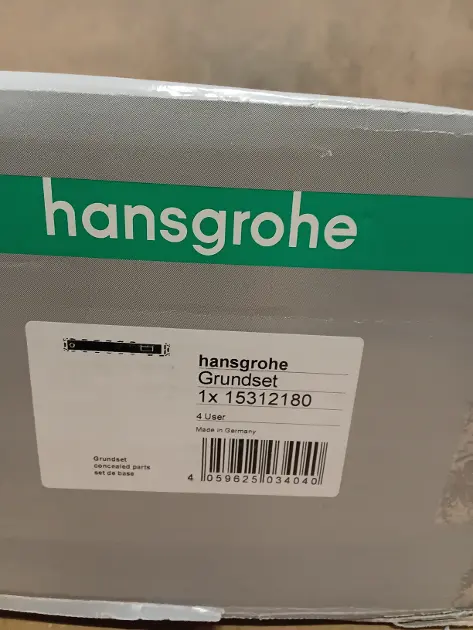 hansgrohe
hansgrohe
Grundset
1x 15312180
4 User
Made in Germany
Grundset
concealed parts
set de base
4 059625 034040